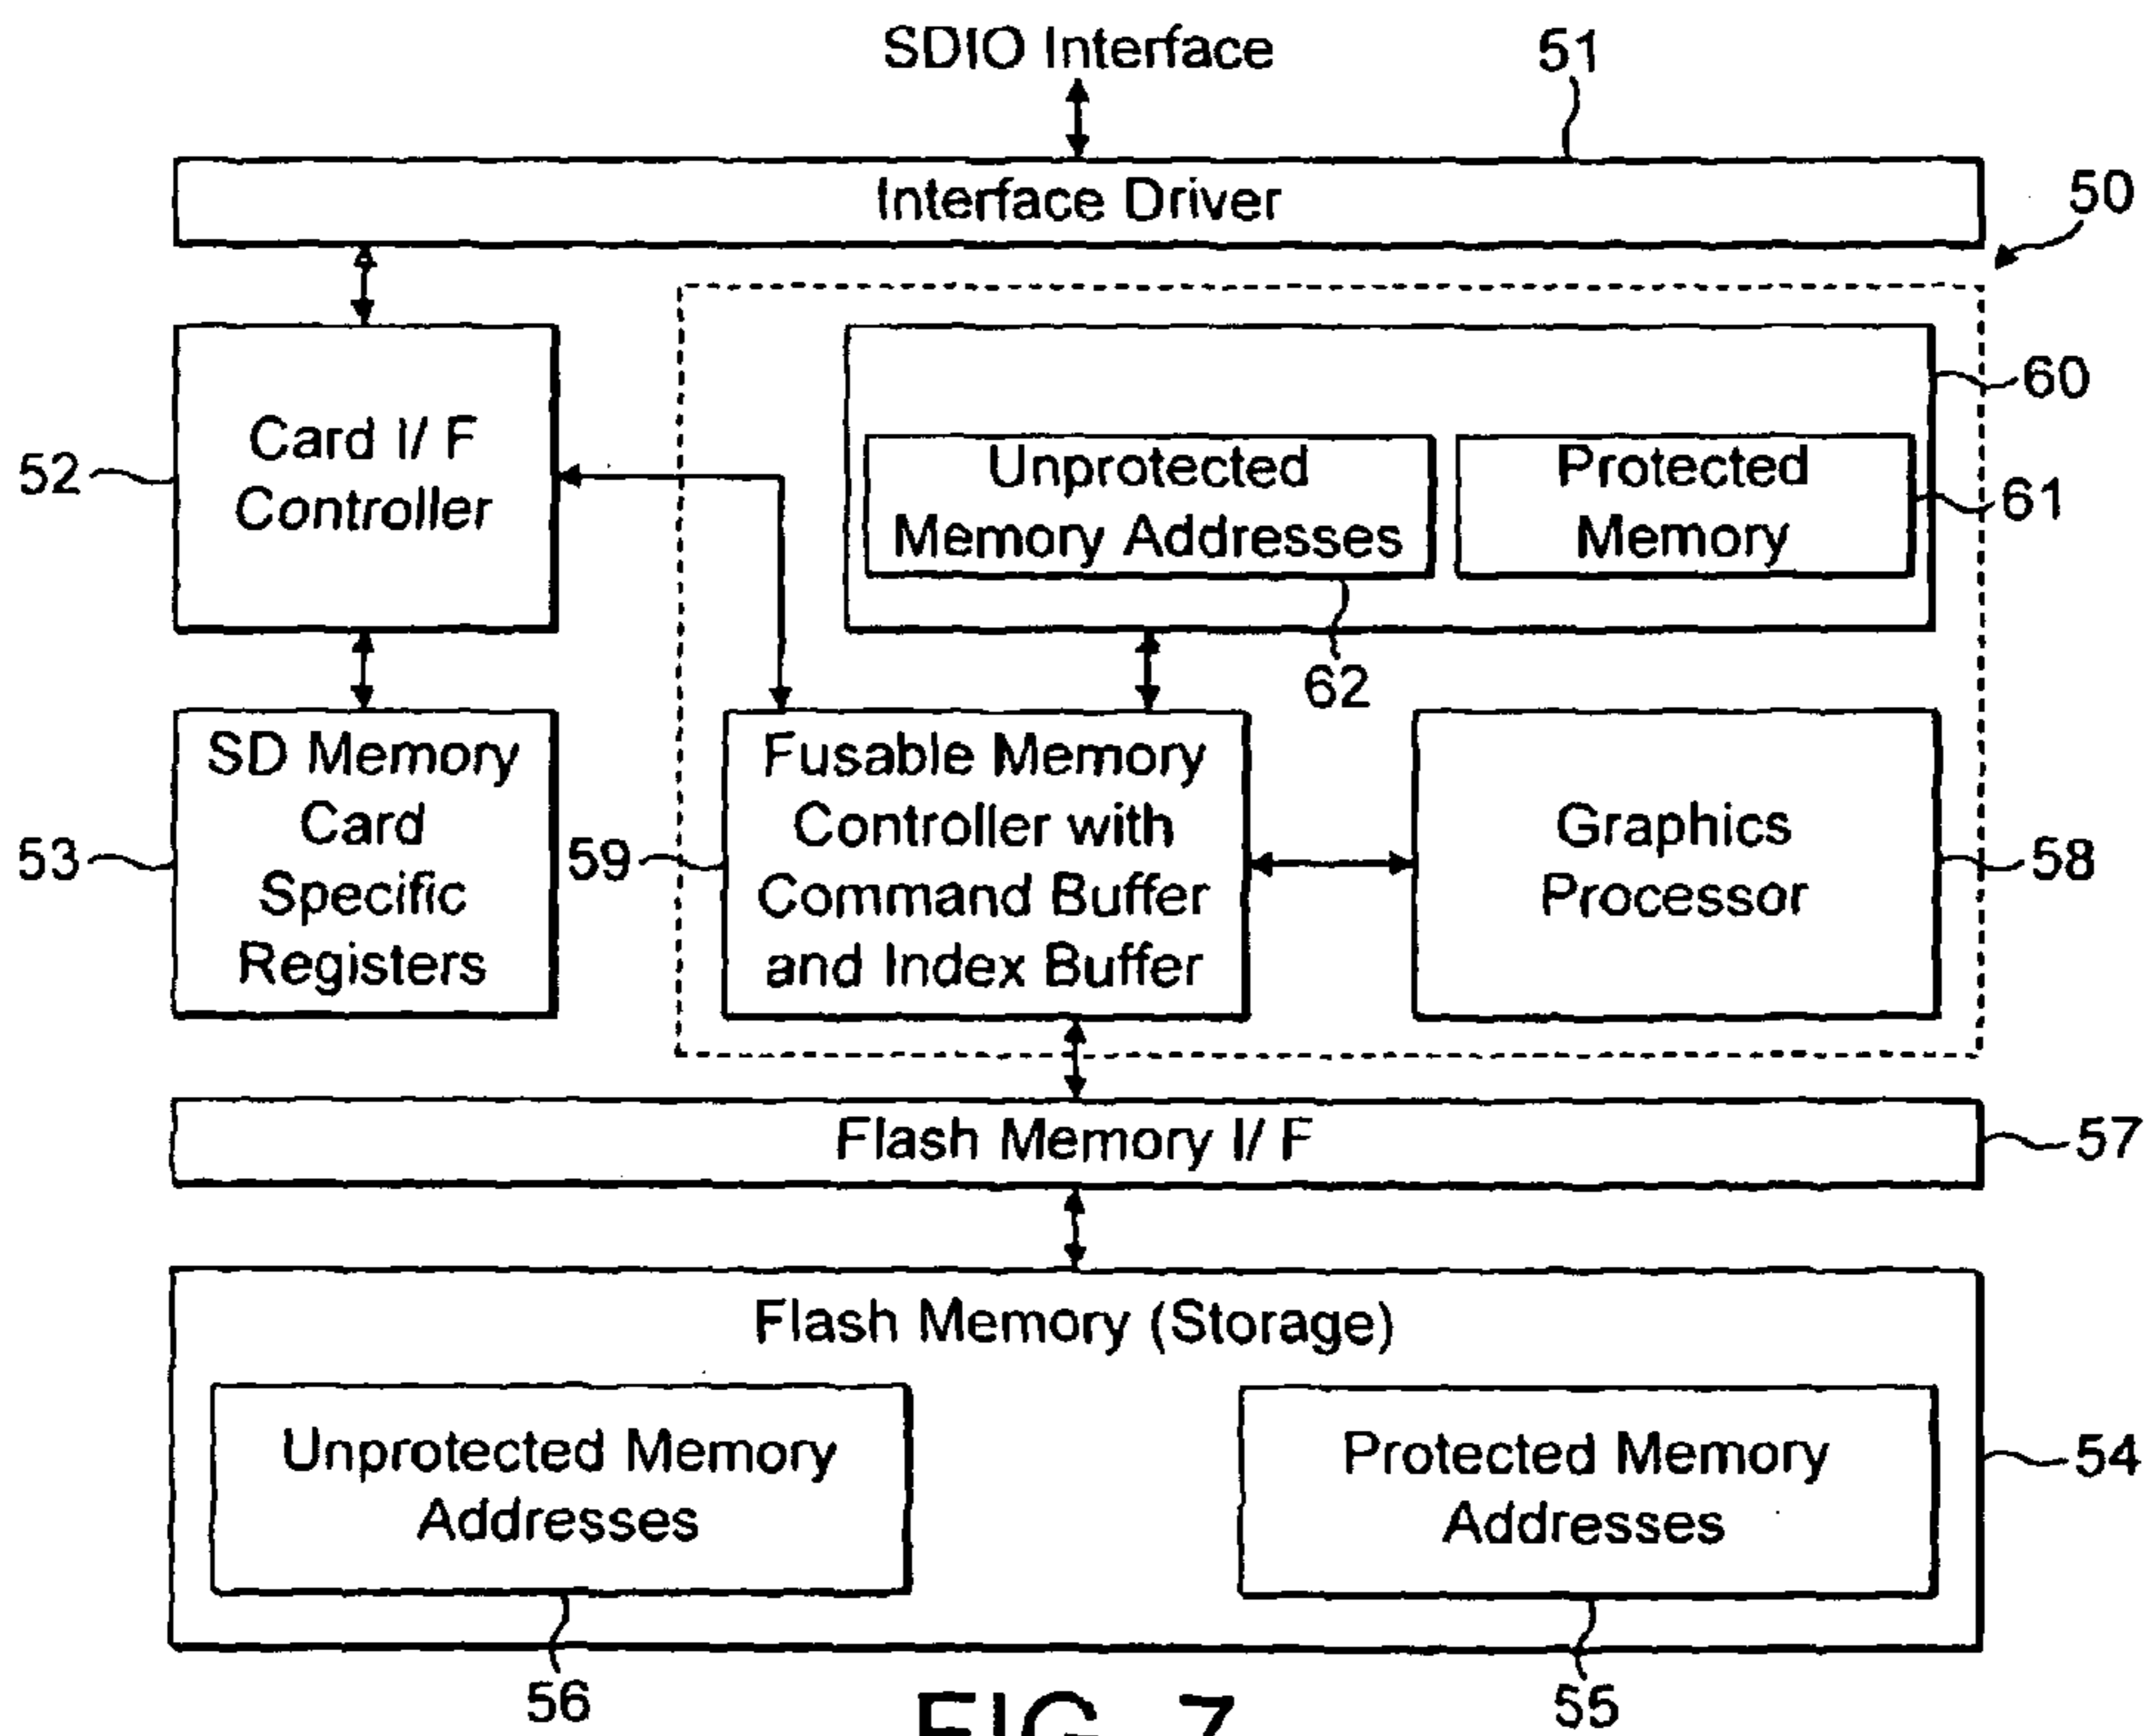 SDIO Interface
51
Interface Driver
50
Card I/ F
Controller
52
60
Unprotected
Memory Addresses
Protected
Memory
61
62
SD Memory
Card
Specific
Registers
53
59
Fusable Memory
Controller with
Command Buffer
and Index Buffer
Graphics
Processor
58
Flash Memory I/ F
57
Flash Memory (Storage)
Unprotected Memory
Addresses
Protected Memory
Addresses
54
56
55
FIG. 7